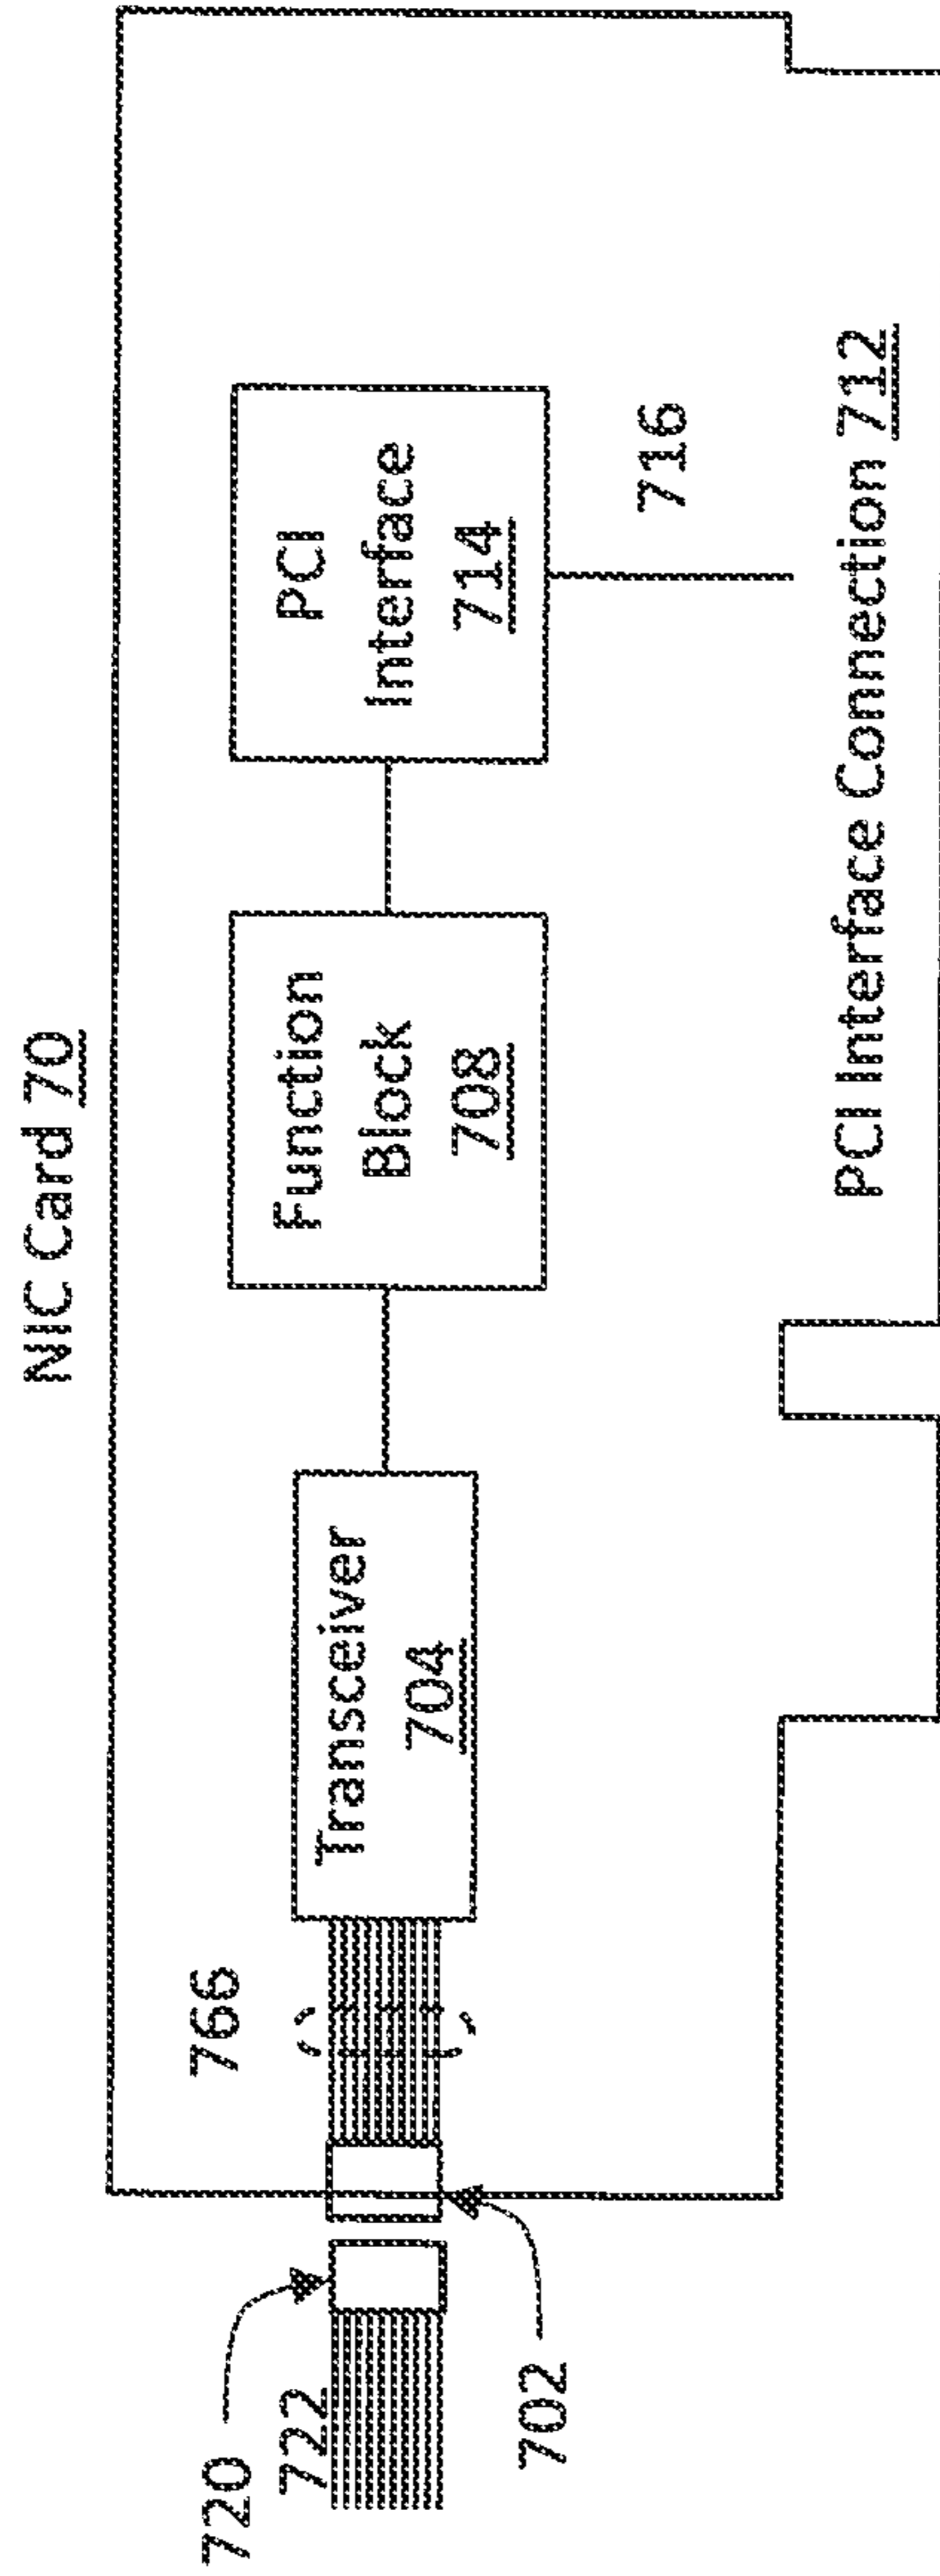 NIC Card 70
766
720
722
702
Transceiver
704
Function
Block
708
PCI
Interface
714
716
PCI Interface Connection 712